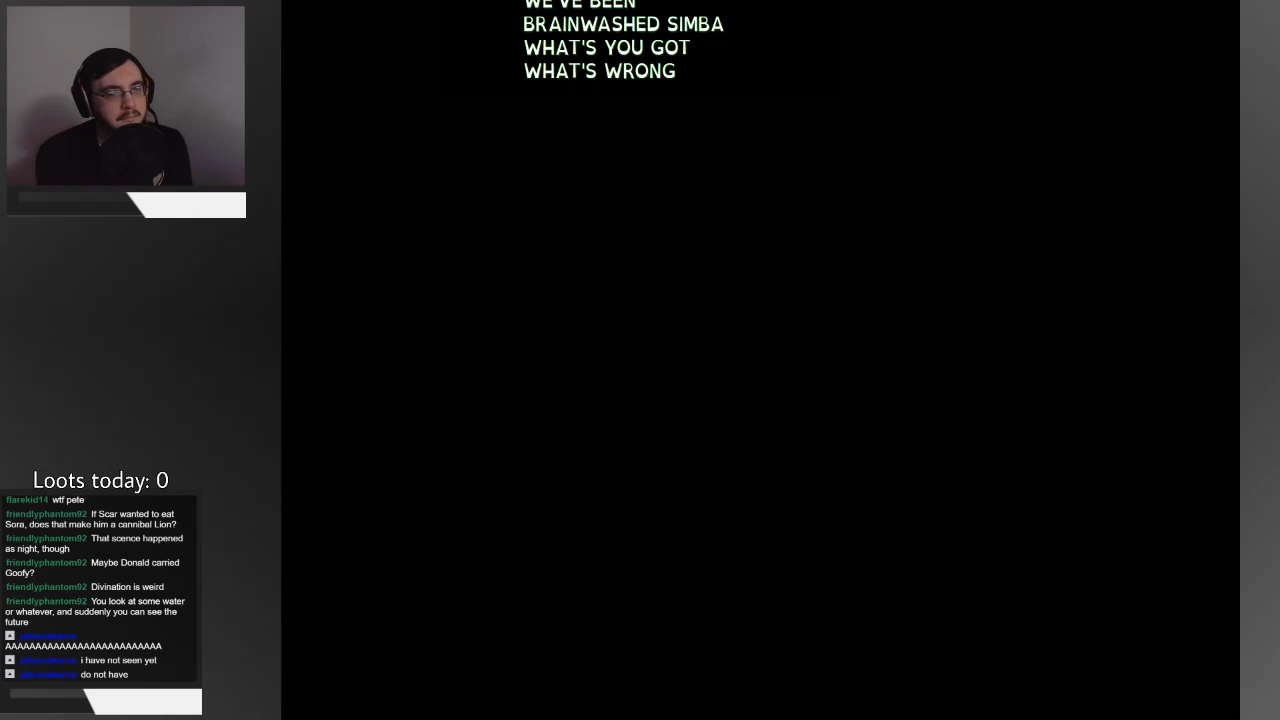 WE'VE BEEN
BRAINWASHED SIMBA
WHAT'S YOU GOT
WHAT'S WRONG
Loots today: 0
flarekid14 wtf pete
friendlyphantom92 If Scar wanted to eat
Sora, does that make him a cannibal Lion?
friendlyphantom92 That scence happened
as night, though
friendlyphantom92 Maybe Donald carried
Goofy?
friendlyphantom92 Divination is weird
friendlyphantom92 You look at some water
or whatever, and suddenly you can see the
future
AAAAAAAAAAAAAAAAAAAAAAAAAA
i have not seen yet
do not have